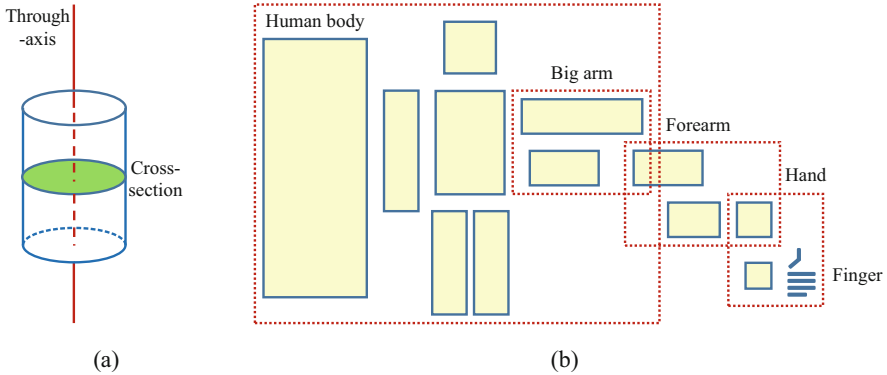 Through
-axis
Cross-
section
(a)
Human body
Big arm
Forearm
Hand
Finger
(b)